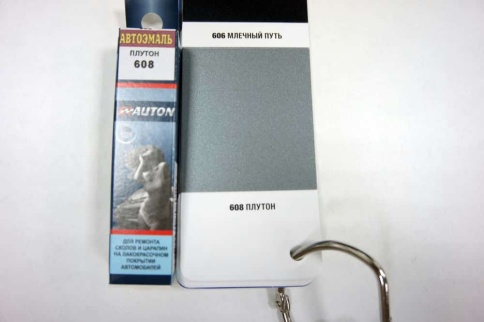 АВТОЭМАЛЬ
ПЛУТОН
608
AUTON
ДЛЯ РЕМОНТА
СКОЛОВ И ЦАРАПИН
НА ЛАКОКРАСОЧНОМ
ПОКРЫТИИ
АВТОМОБИЛЕЙ
606 МЛЕЧНЫЙ ПУТЬ
608 ПЛУТОН